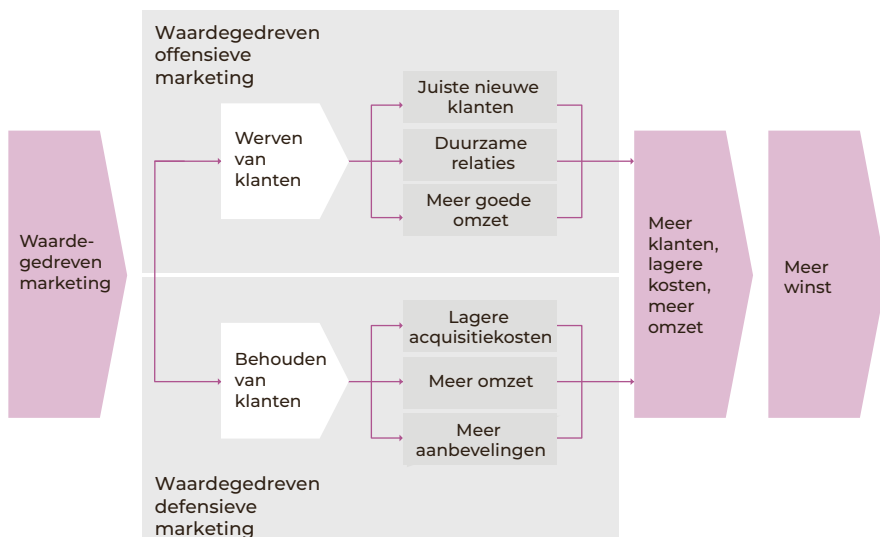 Waardegedreven
offensieve
marketing
Waarde-
gedreven
marketing
Werven
van
klanten
Juiste nieuwe
klanten
Duurzame
relaties
Meer goede
omzet
Behouden
van
klanten
Lagere
acquisitiekosten
Meer omzet
Meer
aanbevelingen
Waardegedreven
defensieve
marketing
Meer
klanten,
lagere
kosten,
meer
omzet
Meer
winst